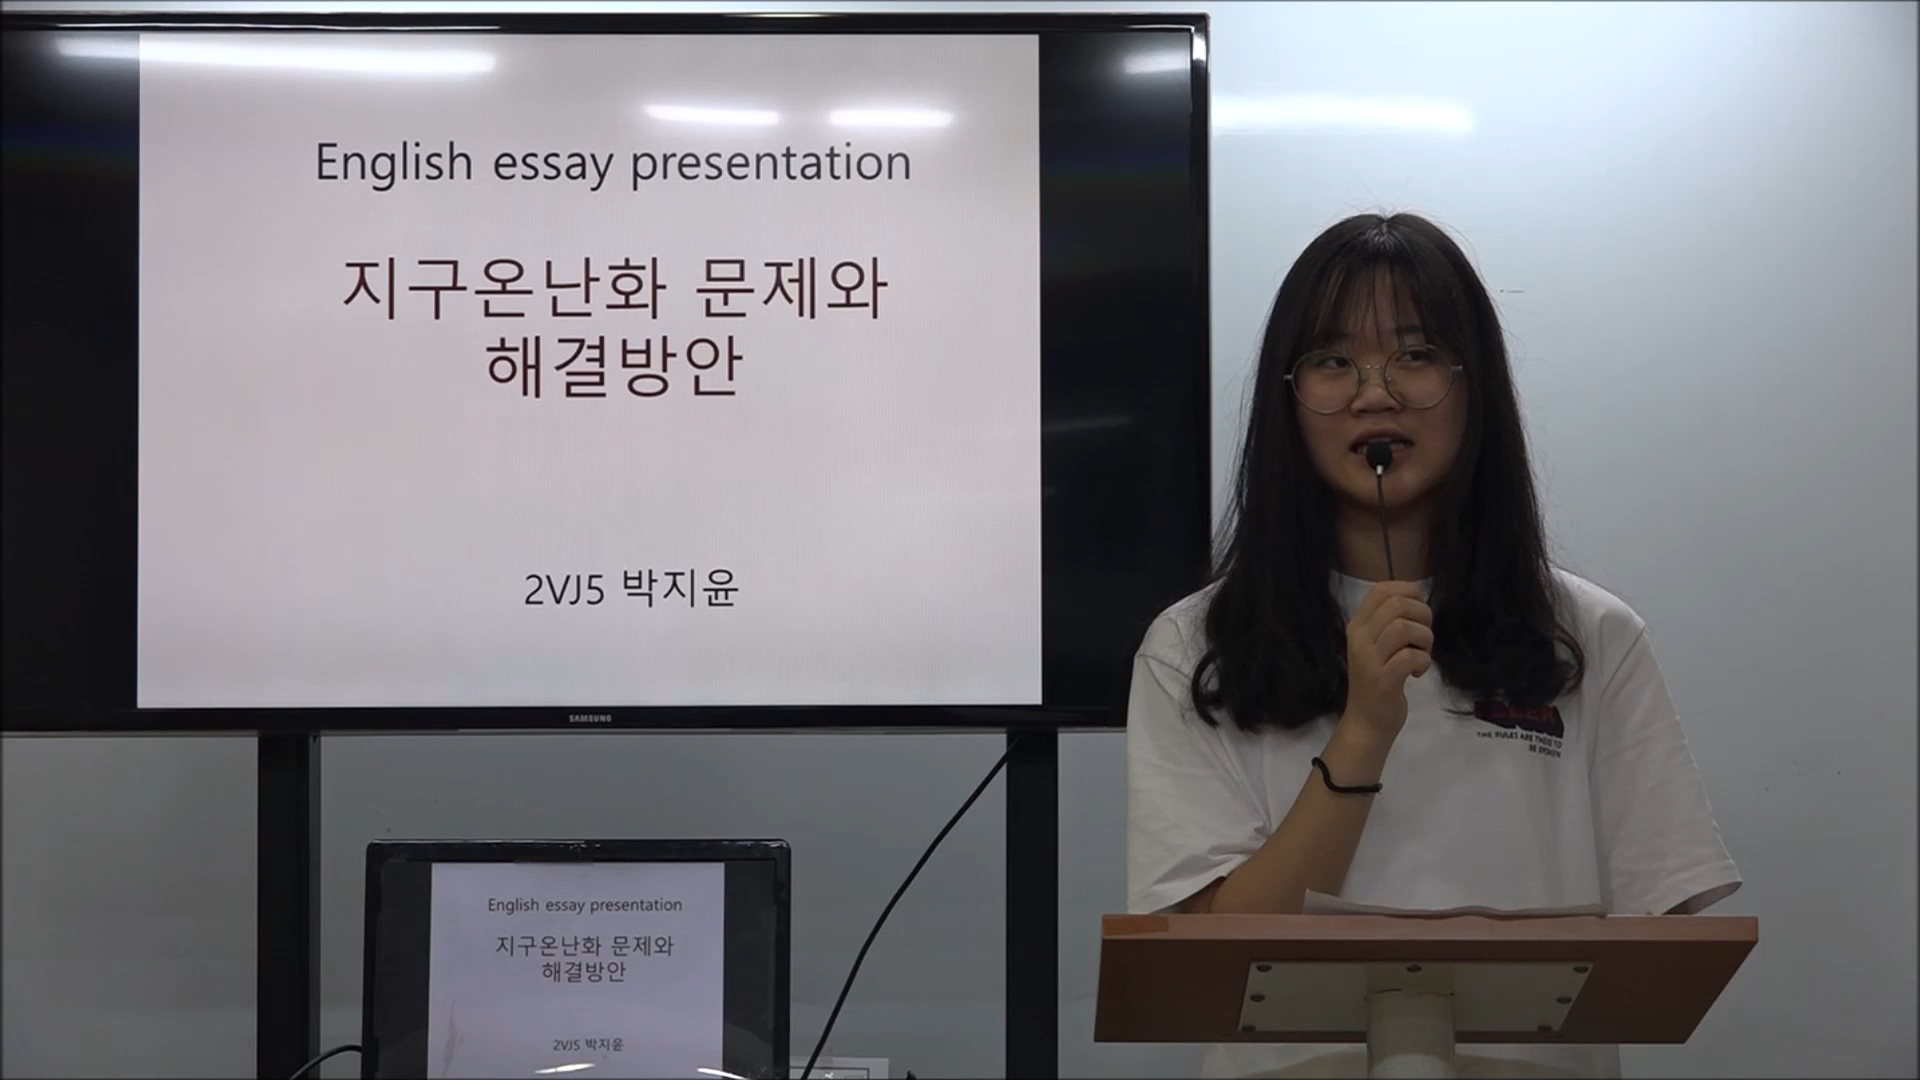 English essay presentation
지구온난화 문제와
해결방안
2VJ5 박지윤
SAMSUNG
English essay presentation
지구온난화 문제와
해결방안
2VJ5 박지윤
THE RULES ARE THERE TO
BE BROKEN